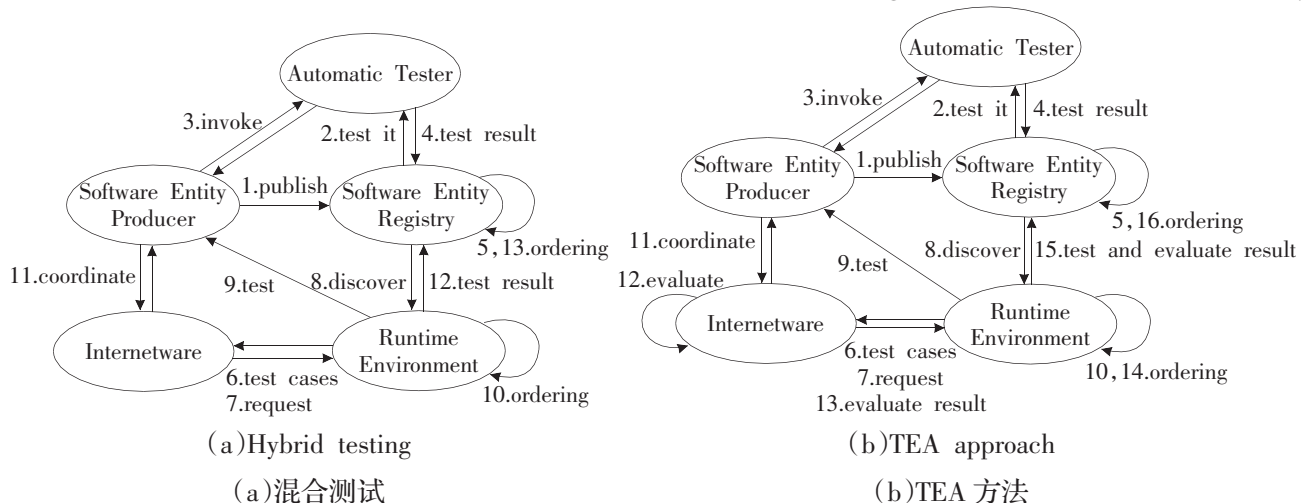 Automatic Tester
3.invoke
2.test it
4.test result
Software Entity
Producer
1.publish
Software Entity
Registry
5,13.ordering
11.coordinate
9.test
8.discover
12.test result
Internetware
Runtime
Environment
6.test cases
7.request
10.ordering
(a)Hybrid testing
(a)混合测试
Automatic Tester
3.invoke
2.test it
4.test result
Software Entity
Producer
1.publish
Software Entity
Registry
5,16.ordering
11.coordinate
8.discover
15.test and evaluate result
12.evaluate
9.test
Internetware
Runtime
Environment
6.test cases
7.request
13.evaluate result
10,14.ordering
(b)TEA approach
(b)TEA 方法